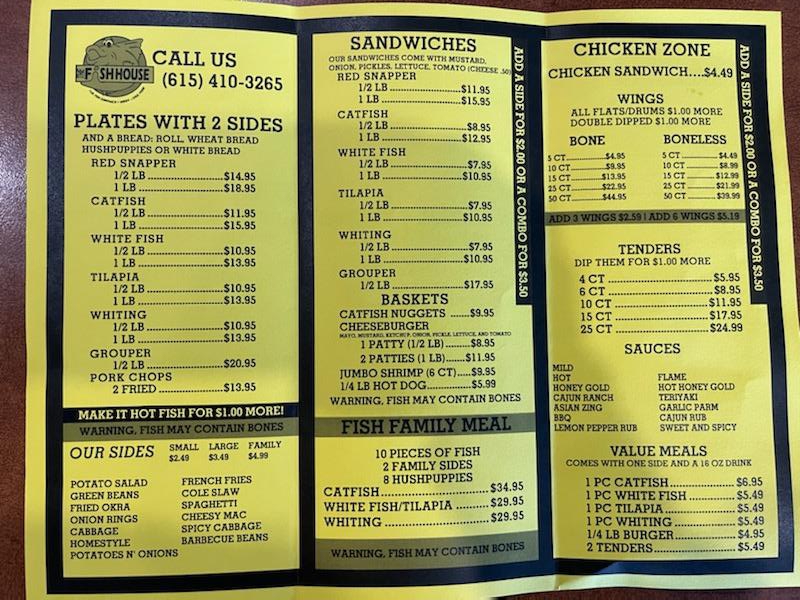 The FISH HOUSE
CALL US
(615) 410-3265
PLATES WITH 2 SIDES
AND A BREAD: ROLL, WHEAT BREAD
HUSHPUPPIES OR WHITE BREAD
RED SNAPPER
1/2 LB ....................$14.95
1 LB .......................$18.95
CATFISH
1/2 LB ....................$11.95
1 LB .......................$15.95
WHITE FISH
1/2 LB ....................$10.95
1 LB .......................$13.95
TILAPIA
1/2 LB ....................$10.95
1 LB .......................$13.95
WHITING
1/2 LB ....................$10.95
1 LB .......................$13.95
GROUPER
1/2 LB ....................$20.95
PORK CHOPS
2 FRIED .................$13.95
MAKE IT HOT FISH FOR $1.00 MORE!
WARNING, FISH MAY CONTAIN BONES
OUR SIDES SMALL LARGE FAMILY
$2.49 $3.49 $4.99
POTATO SALAD
GREEN BEANS
FRIED OKRA
ONION RINGS
CABBAGE
HOMESTYLE
POTATOES N' ONIONS
FRENCH FRIES
COLE SLAW
SPAGHETTI
CHEESY MAC
SPICY CABBAGE
BARBECUE BEANS
SANDWICHES
OUR SANDWICHES COME WITH MUSTARD,
ONION, PICKLES, LETTUCE, TOMATO (CHEESE .50)
RED SNAPPER
1/2 LB ....................$11.95
1 LB .......................$15.95
CATFISH
1/2 LB ....................$8.95
1 LB .......................$12.95
WHITE FISH
1/2 LB ....................$7.95
1 LB .......................$10.95
TILAPIA
1/2 LB ....................$7.95
1 LB .......................$10.95
WHITING
1/2 LB ....................$7.95
1 LB .......................$10.95
GROUPER
1/2 LB ....................$17.95
ADD A SIDE FOR $2.00 OR A COMBO FOR $3.50
BASKETS
CATFISH NUGGETS ......$9.95
CHEESEBURGER
MAYO, MUSTARD, KETCHUP, ONION, PICKLE, LETTUCE, AND TOMATO
1 PATTY (1/2 LB).......$8.95
2 PATTIES (1 LB)......$11.95
JUMBO SHRIMP (6 CT)....$9.95
1/4 LB HOT DOG............$5.99
WARNING, FISH MAY CONTAIN BONES
FISH FAMILY MEAL
10 PIECES OF FISH
2 FAMILY SIDES
8 HUSHPUPPIES
CATFISH.........................$34.95
WHITE FISH/TILAPIA ..........$29.95
WHITING .........................$29.95
WARNING, FISH MAY CONTAIN BONES
CHICKEN ZONE
CHICKEN SANDWICH....$4.49
WINGS
ALL FLATS/DRUMS $1.00 MORE
DOUBLE DIPPED $1.00 MORE
BONE
5 CT............$4.95
10 CT...........$9.95
15 CT...........$13.95
25 CT...........$22.95
50 CT...........$44.95
BONELESS
5 CT ............$4.49
10 CT ...........$8.99
15 CT ...........$12.99
25 CT ...........$21.99
50 CT ...........$39.99
ADD 3 WINGS $2.59 | ADD 6 WINGS $5.19
ADD A SIDE FOR $2.00 OR A COMBO FOR $3.50
TENDERS
DIP THEM FOR $1.00 MORE
4 CT .........................$5.95
6 CT .........................$8.95
10 CT .......................$11.95
15 CT .......................$17.95
25 CT .......................$24.99
SAUCES
MILD
HOT
HONEY GOLD
CAJUN RANCH
ASIAN ZING
BBQ
LEMON PEPPER RUB
FLAME
HOT HONEY GOLD
TERIYAKI
GARLIC PARM
CAJUN RUB
SWEET AND SPICY
VALUE MEALS
COMES WITH ONE SIDE AND A 16 OZ DRINK
1 PC CATFISH................$6.95
1 PC WHITE FISH ...........$5.49
1 PC TILAPIA.................$5.49
1 PC WHITING ...............$5.49
1/4 LB BURGER..............$4.95
2 TENDERS...................$5.49